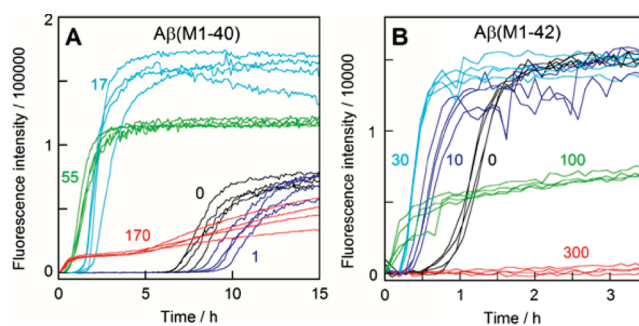 A
Aβ(M1-40)
Fluorescence intensity / 100000
2
1
0
17
55
170
0
1
0
5
10
15
Time / h
B
Aβ(M1-42)
Fluorescence intensity / 10000
1
0
30
10
0
100
300
0
1
2
3
Time / h